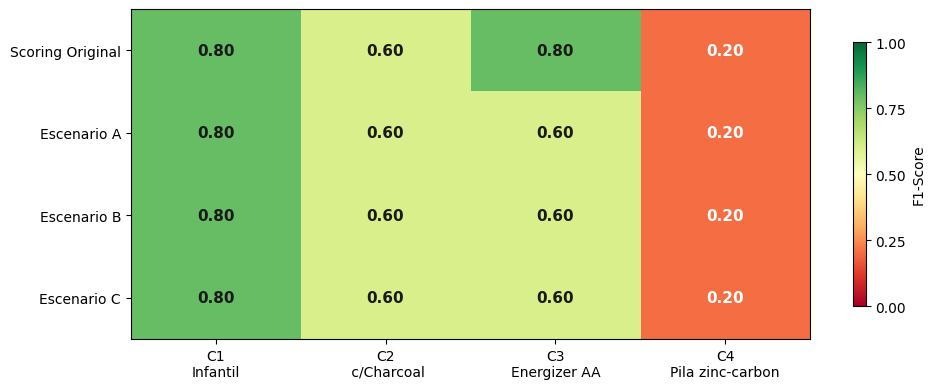 Scoring Original
0.80 0.60 0.80 0.20
Escenario A
0.80 0.60 0.60 0.20
Escenario B
0.80 0.60 0.60 0.20
Escenario C
0.80 0.60 0.60 0.20
C1
Infantil
C2
c/Charcoal
C3
Energizer AA
C4
Pila zinc-carbon
1.00
0.75
0.50
0.25
0.00
F1-Score